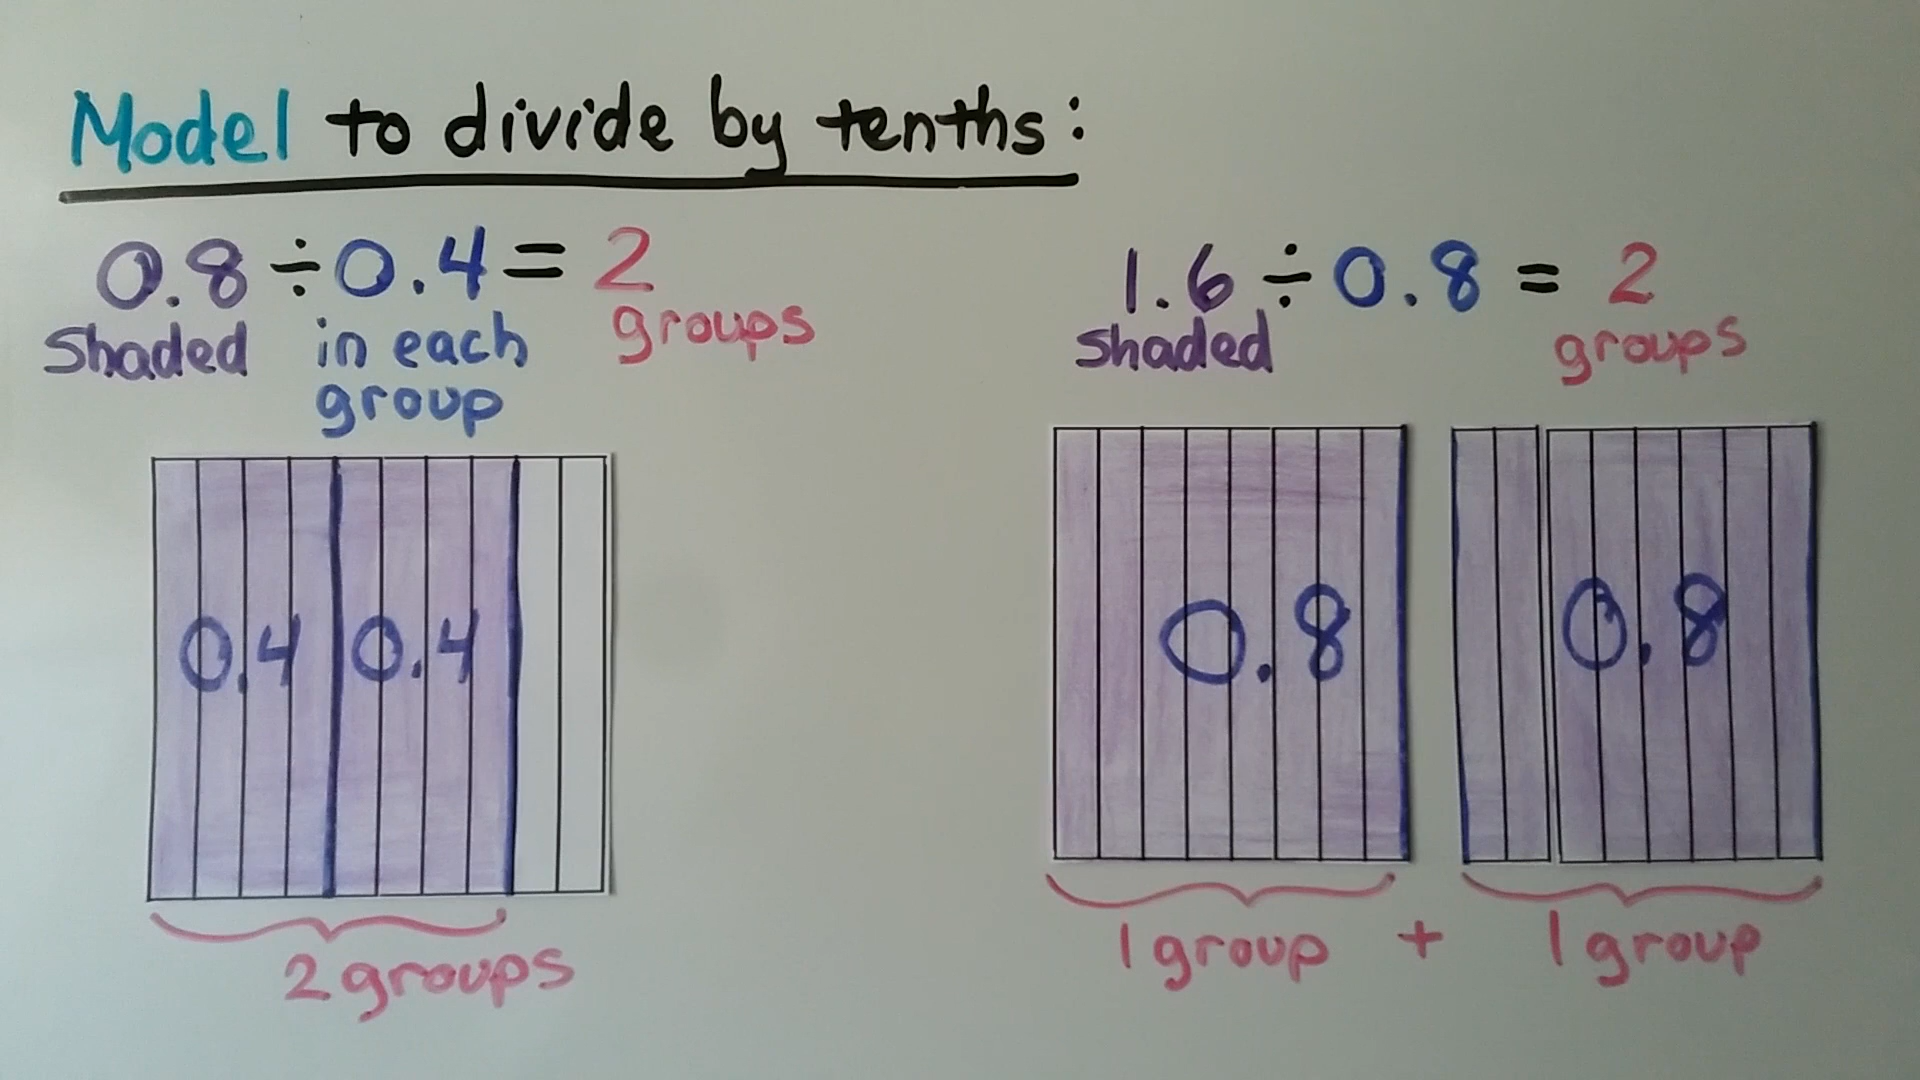 Model to divide by tenths:
0.8 ÷ 0.4 = 2
Shaded in each groups
group
0.4 0.4
2 groups
1.6 ÷ 0.8 = 2
shaded groups
0.8 0.8
1 group + 1 group